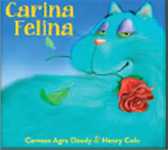 Carina
Felina
Carmen Agra Deedy & Henry Cole